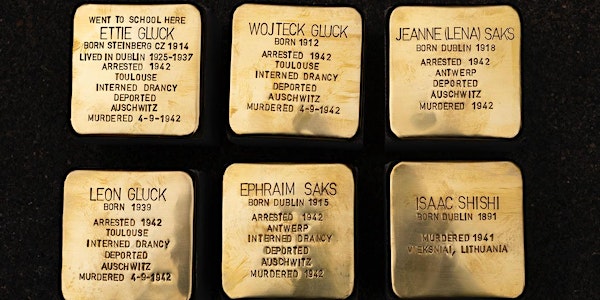 WENT TO SCHOOL HERE
ETTIE GLUCK
BORN STEINBERG CZ 1914
LIVED IN DUBLIN 1925-1937
ARRESTED 1942
TOULOUSE
INTERNED DRANCY
DEPORTED
AUSCHWITZ
MURDERED 4-9-1942
WOJTECK GLUCK
BORN 1912
ARRESTED 1942
TOULOUSE
INTERNED DRANCY
DEPORTED
AUSCHWITZ
MURDERED 4-9-1942
JEANNE (LENA) SAKS
BORN DUBLIN 1918
ARRESTED 1942
ANTWERP
DEPORTED
AUSCHWITZ
MURDERED 1942
LEON GLUCK
BORN 1939
ARRESTED 1942
TOULOUSE
INTERNED DRANCY
DEPORTED
AUSCHWITZ
MURDERED 4-9-1942
EPHRAIM SAKS
BORN DUBLIN 1915
ARRESTED 1942
ANTWERP
INTERNED DRANCY
DEPORTED
AUSCHWITZ
MURDERED 1942
ISAAC SHISHI
BORN DUBLIN 1891
MURDERED 1941
VIEKSNIAI, LITHUANIA